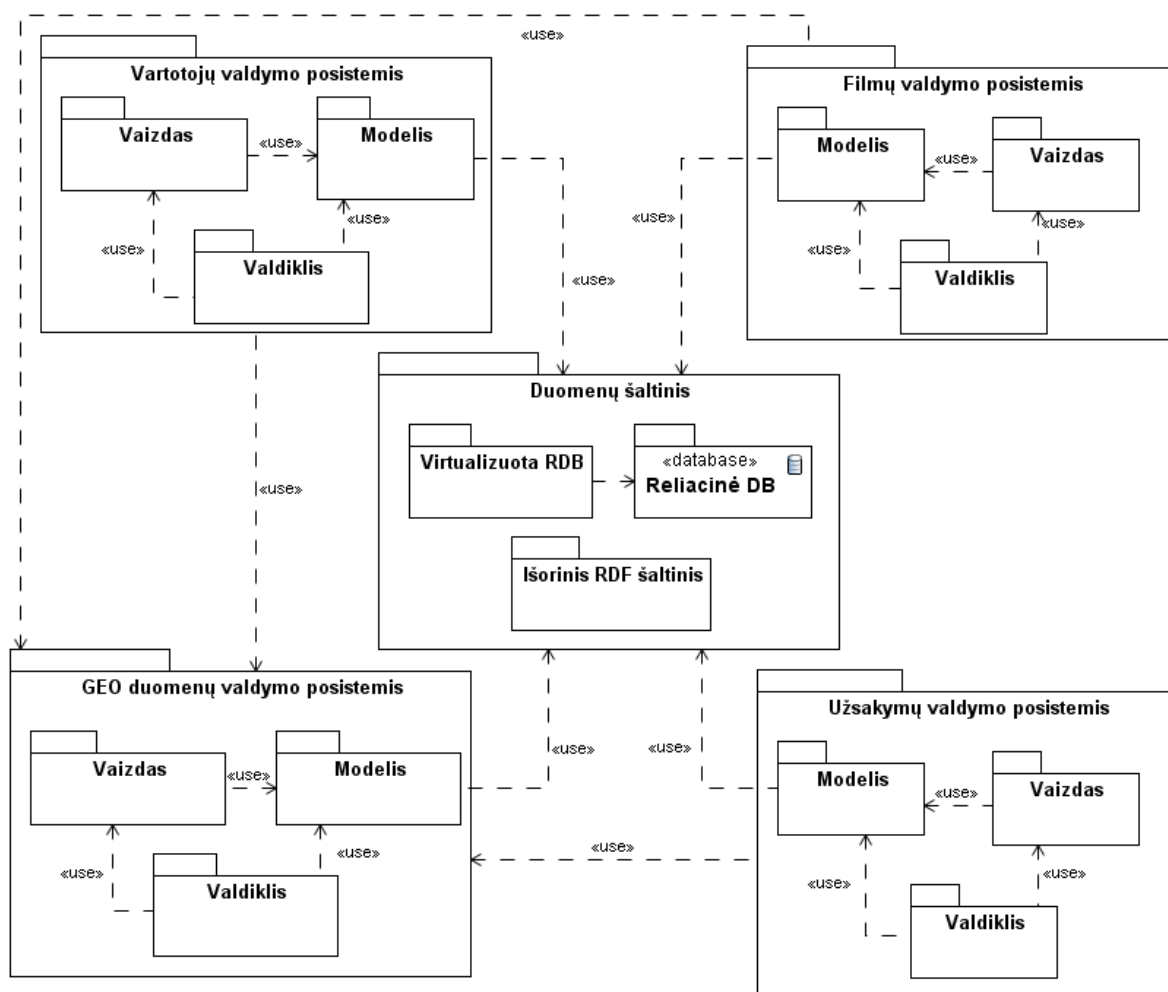 «use»
Vartotojų valdymo posistemis
Vaizdas
«use»
Modelis
«use»
«use»
Valdiklis
Filmų valdymo posistemis
Modelis
«use»
Vaizdas
«use»
«use»
Valdiklis
«use»
«use»
Duomenų šaltinis
Virtualizuota RDB
«database»
Reliacinė DB
Išorinis RDF šaltinis
«use»
GEO duomenų valdymo posistemis
Vaizdas
«use»
Modelis
«use»
«use»
Valdiklis
«use»
«use»
«use»
Užsakymų valdymo posistemis
Modelis
«use»
Vaizdas
«use»
«use»
Valdiklis